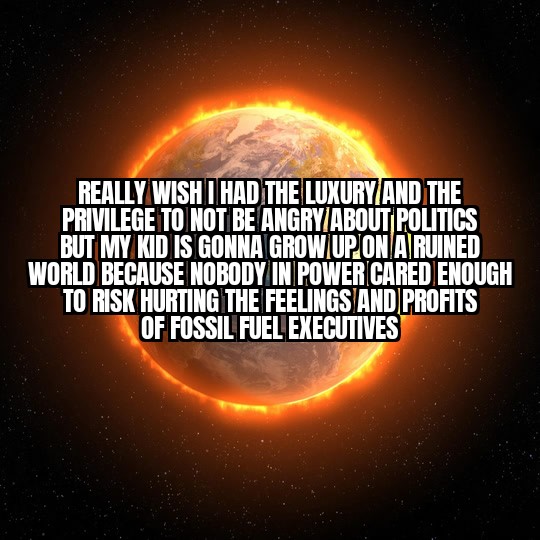 REALLY WISH I HAD THE LUXURY AND THE
PRIVILEGE TO NOT BE ANGRY ABOUT POLITICS
BUT MY KID IS GONNA GROW UP ON A RUINED
WORLD BECAUSE NOBODY IN POWER CARED ENOUGH
TO RISK HURTING THE FEELINGS AND PROFITS
OF FOSSIL FUEL EXECUTIVES